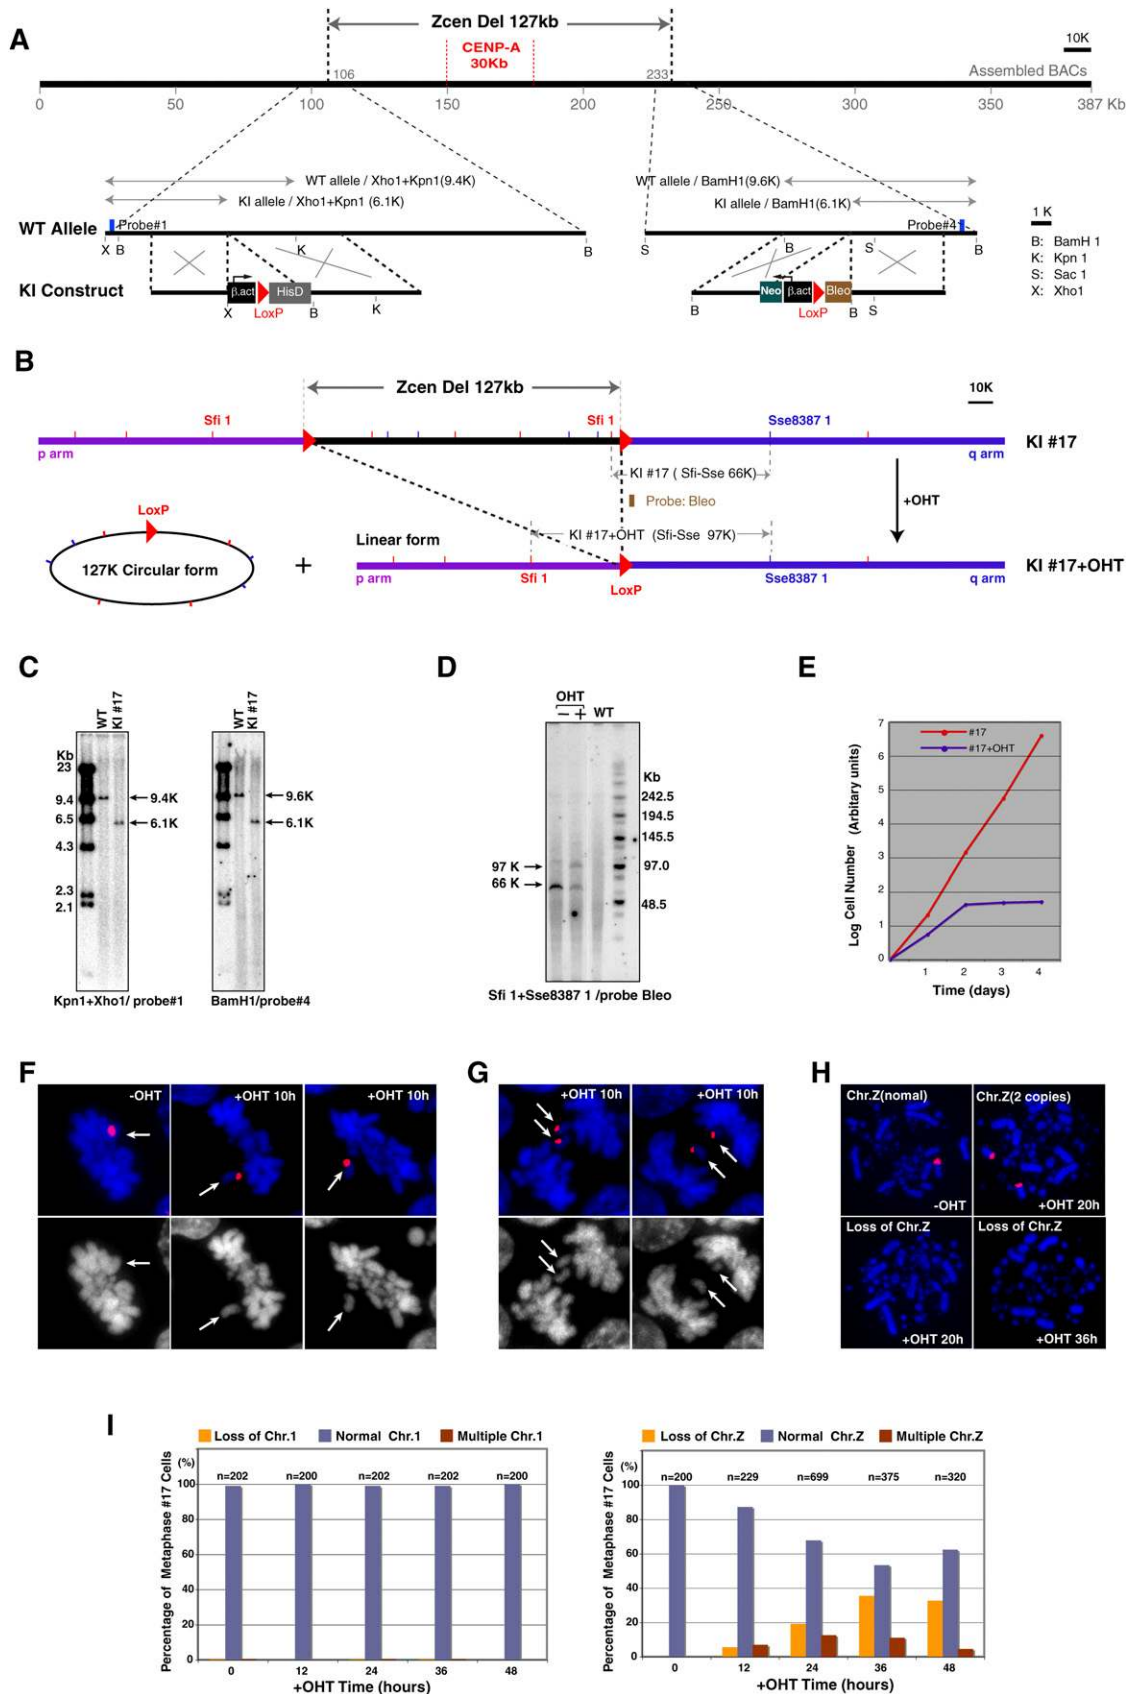 A
Zcen Del 127kb
CENP-A
30Kb
10K
106
233
Assembled BACs
0 50 100 150 200 250 300 350 387 Kb
WT allele / Xho1+Kpn1(9.4K)
KI allele / Xho1+Kpn1 (6.1K)
WT allele / BamH1(9.6K)
KI allele / BamH1(6.1K)
WT Allele
Probe#1
Probe#4
X B K B S B S B
1 K
B: BamH 1
K: Kpn 1
S: Sac 1
X: Xho1
KI Construct
β.act HisD
X LoxP B K
Neo β.act Bleo
B LoxP B S
B
Zcen Del 127kb
10K
Sfi 1 Sfi 1 Sse8387 1
KI #17
p arm q arm
KI #17 ( Sfi-Sse 66K)
Probe: Bleo
+OHT
LoxP
127K Circular form
+
Linear form
KI #17+OHT (Sfi-Sse 97K)
p arm Sfi 1 Sse8387 1 q arm
LoxP
KI #17+OHT
C
WT KI #17
Kb
23
9.4
6.5
4.3
2.3
2.1
9.4K
6.1K
Kpn1+Xho1/ probe#1
WT KI #17
9.6K
6.1K
BamH1/probe#4
D
OHT
− + WT
Kb
242.5
194.5
145.5
97.0
48.5
97 K
66 K
Sfi 1+Sse8387 1 /probe Bleo
E
Log Cell Number (Arbitary units)
7
6
5
4
3
2
1
0
#17
#17+OHT
1 2 3 4
Time (days)
F
-OHT
+OHT 10h
+OHT 10h
G
+OHT 10h
+OHT 10h
H
Chr.Z(nomal)
-OHT
Chr.Z(2 copies)
+OHT 20h
Loss of Chr.Z
+OHT 20h
Loss of Chr.Z
+OHT 36h
I
Loss of Chr.1 Normal Chr.1 Multiple Chr.1
Percentage of Metaphase #17 Cells
(%)
100
80
60
40
20
0
n=202 n=200 n=202 n=202 n=200
0 12 24 36 48
+OHT Time (hours)
Loss of Chr.Z Normal Chr.Z Multiple Chr.Z
Percentage of Metaphase #17 Cells
(%)
100
80
60
40
20
0
n=200 n=229 n=699 n=375 n=320
0 12 24 36 48
+OHT Time (hours)